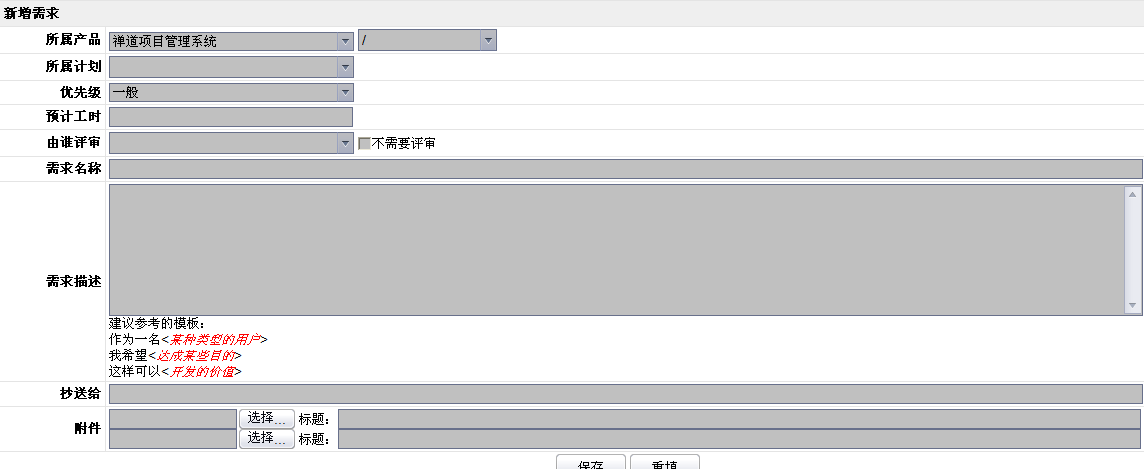 新增需求
所属产品 禅道项目管理系统 /
所属计划
优先级 一般
预计工时
由谁评审 不需要评审
需求名称
需求描述
建议参考的模板：
作为一名<某种类型的用户>
我希望<达成某些目的>
这样可以<开发的价值>
抄送给
附件 选择... 标题：
选择... 标题：
保存 重填